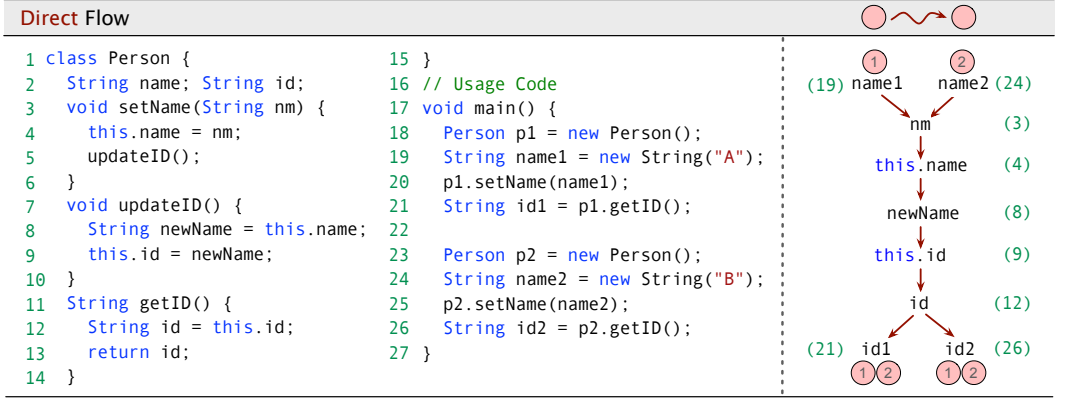 Direct Flow
1 class Person {
2 String name; String id;
3 void setName(String nm) {
4 this.name = nm;
5 updateID();
6 }
7 void updateID() {
8 String newName = this.name;
9 this.id = newName;
10 }
11 String getID() {
12 String id = this.id;
13 return id;
14 }
15 }
16 // Usage Code
17 void main() {
18 Person p1 = new Person();
19 String name1 = new String("A");
20 p1.setName(name1);
21 String id1 = p1.getID();
22
23 Person p2 = new Person();
24 String name2 = new String("B");
25 p2.setName(name2);
26 String id2 = p2.getID();
27 }
1 2
(19) name1 name2 (24)
nm (3)
this.name (4)
newName (8)
this.id (9)
id (12)
(21) id1 id2 (26)
1 2 1 2